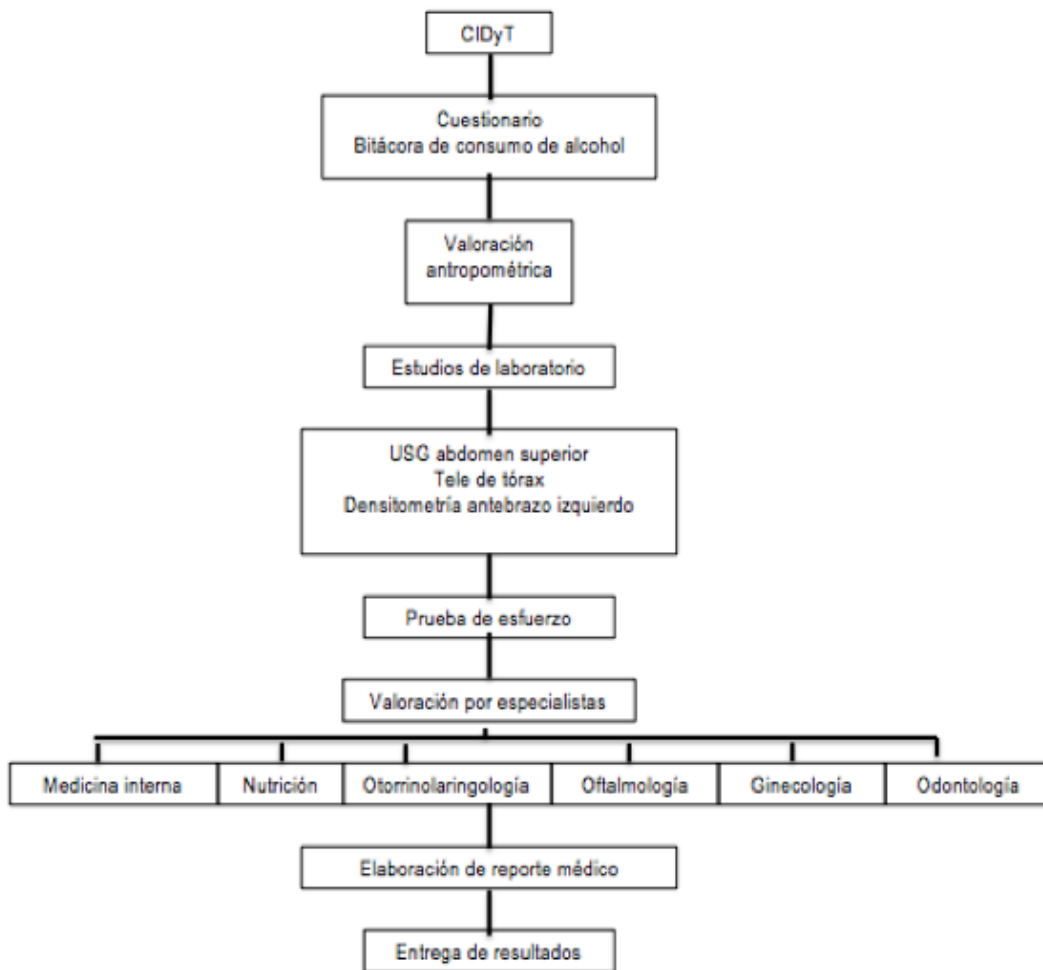 CIDyT
Cuestionario
Bitácora de consumo de alcohol
Valoración
antropométrica
Estudios de laboratorio
USG abdomen superior
Tele de tórax
Densitometría antebrazo izquierdo
Prueba de esfuerzo
Valoración por especialistas
Medicina interna
Nutrición
Otorrinolaringología
Oftalmología
Ginecología
Odontología
Elaboración de reporte médico
Entrega de resultados